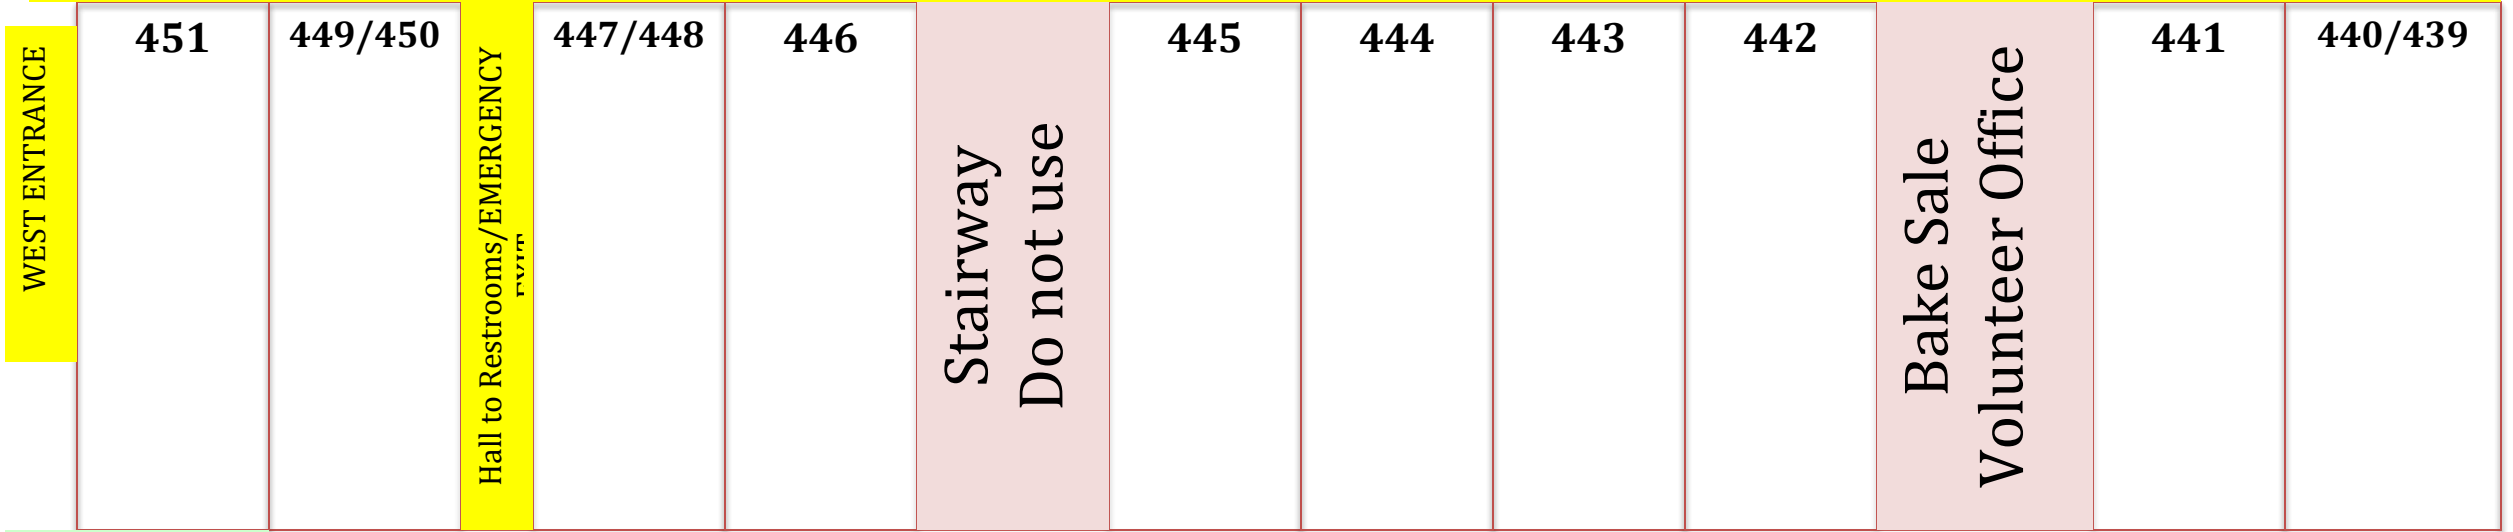 WEST ENTRANCE
451
449/450
Hall to Restrooms/EMERGENCY
EXIT
447/448
446
Stairway
Do not use
445
444
443
442
Bake Sale
Volunteer Office
441
440/439